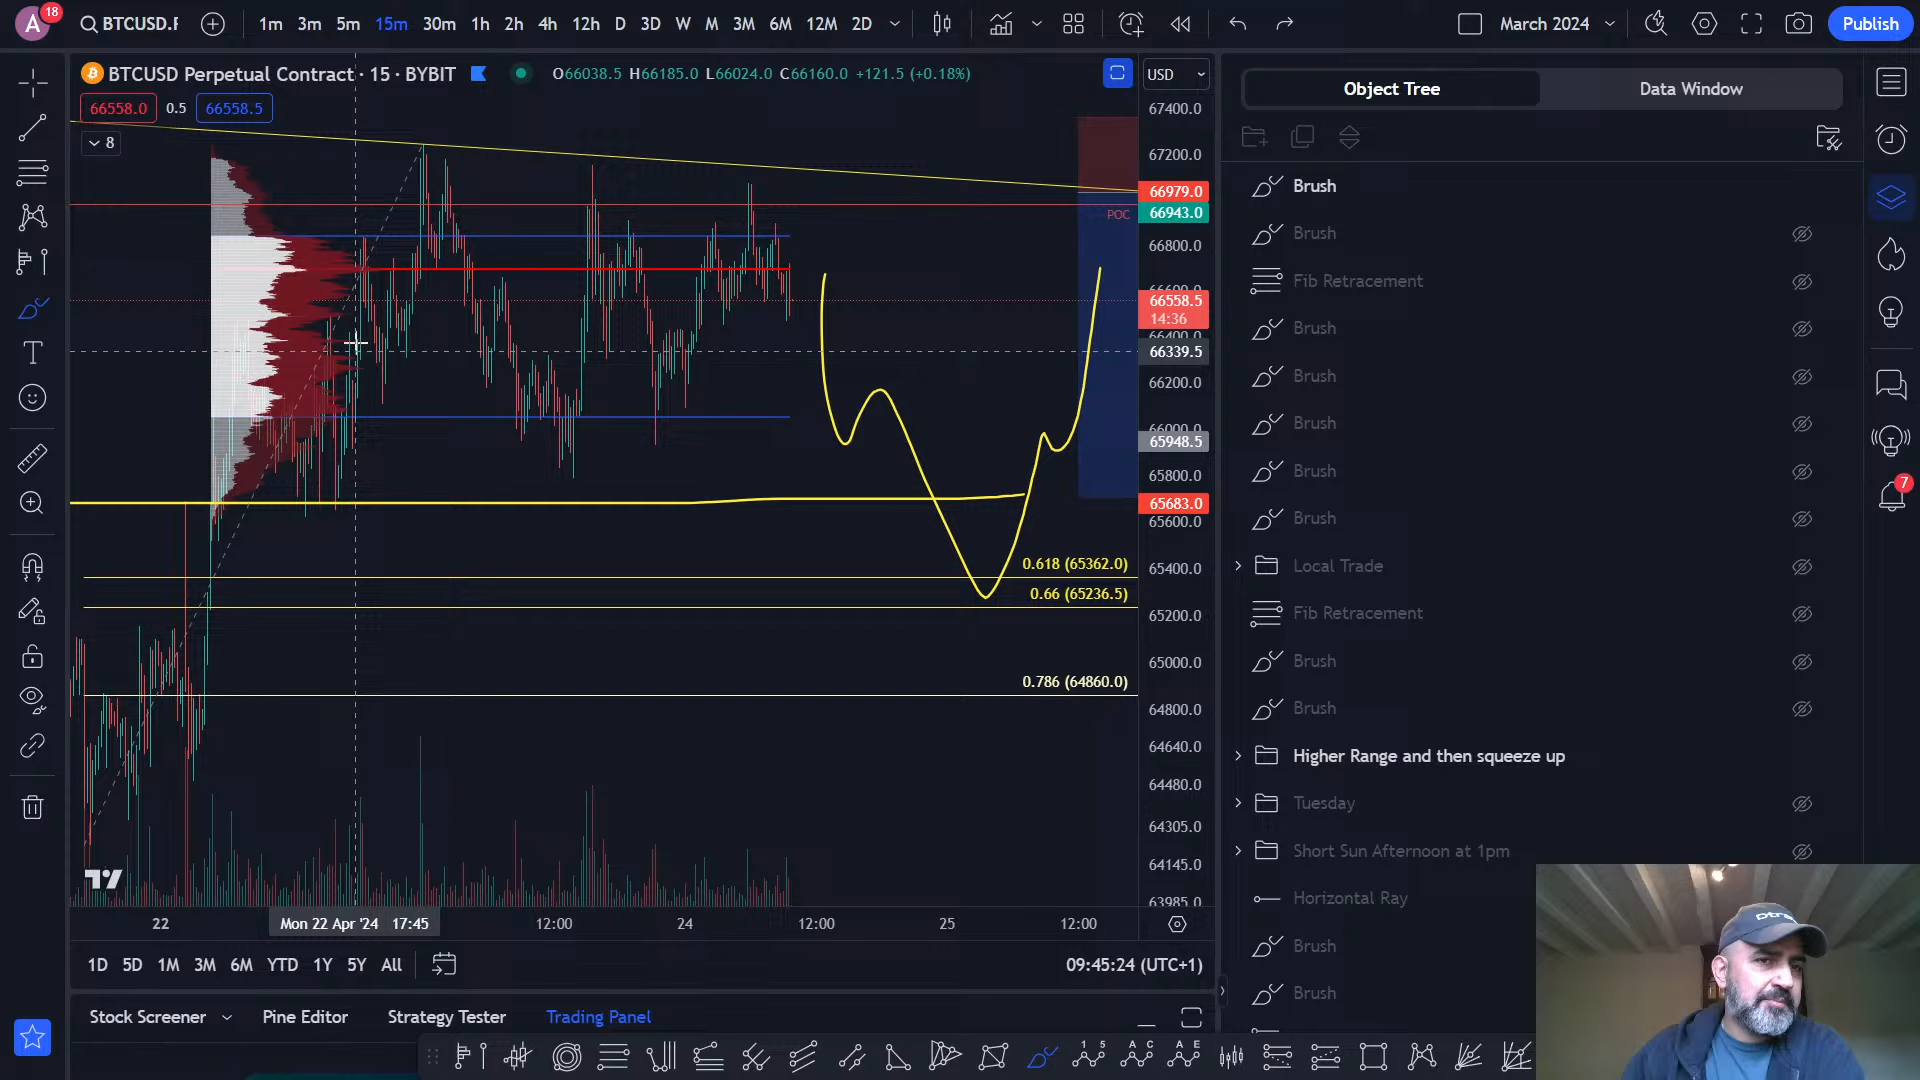 A
18
BTCUSD.P
1m 3m 5m 15m 30m 1h 2h 4h 12h D 3D W M 3M 6M 12M 2D
March 2024
Publish
BTCUSD Perpetual Contract · 15 · BYBIT
O66038.5 H66185.0 L66024.0 C66160.0 +121.5 (+0.18%)
USD
66558.0 0.5 66558.5
8
67400.0
67200.0
66979.0
POC
66943.0
66800.0
66600.0
66558.5
14:36
66400.0
66339.5
66200.0
66000.0
65948.5
65800.0
65683.0
65600.0
0.618 (65362.0)
65400.0
0.66 (65236.5)
65200.0
65000.0
0.786 (64860.0)
64800.0
64640.0
64480.0
64305.0
64145.0
63985.0
22
Mon 22 Apr '24 17:45
12:00
24
12:00
25
12:00
1D 5D 1M 3M 6M YTD 1Y 5Y All
09:45:24 (UTC+1)
Stock Screener
Pine Editor
Strategy Tester
Trading Panel
Object Tree
Data Window
Brush
Brush
Fib Retracement
Brush
Brush
Brush
Brush
Brush
Local Trade
Fib Retracement
Brush
Brush
Higher Range and then squeeze up
Tuesday
Short Sun Afternoon at 1pm
Horizontal Ray
Brush
Brush
7